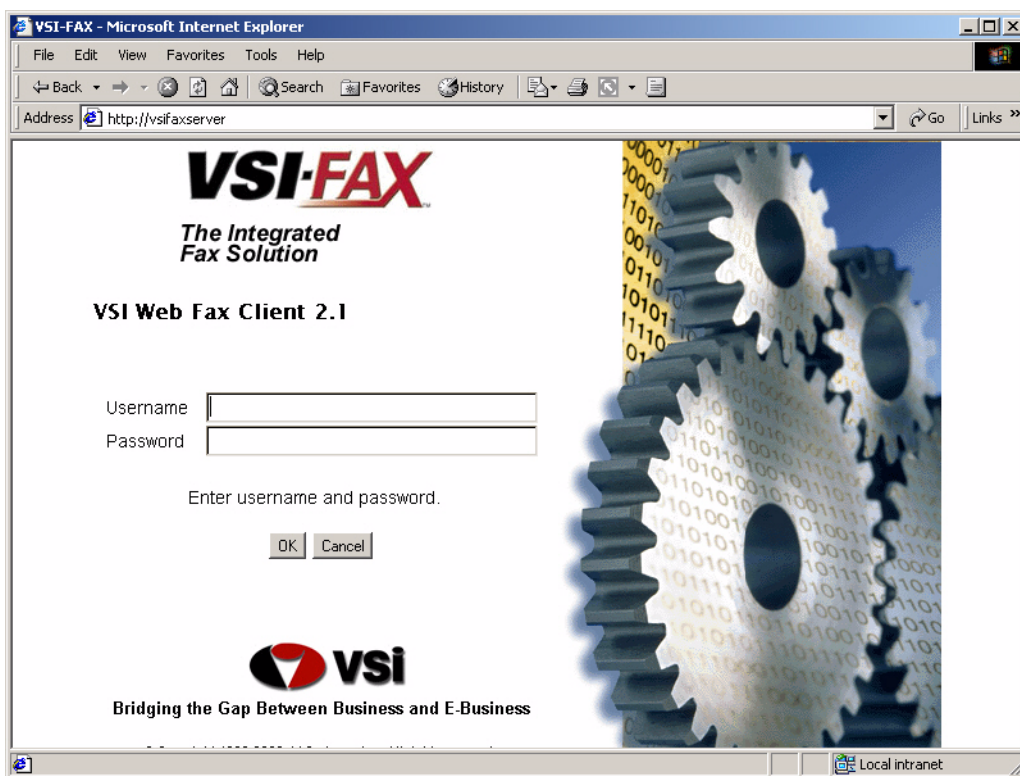 VSI-FAX - Microsoft Internet Explorer
File Edit View Favorites Tools Help
Back Search Favorites History
Address http://vsifaxserver Go Links »
VSI-FAX™
The Integrated
Fax Solution
VSI Web Fax Client 2.1
Username
Password
Enter username and password.
OK Cancel
vsi
Bridging the Gap Between Business and E-Business
Local intranet